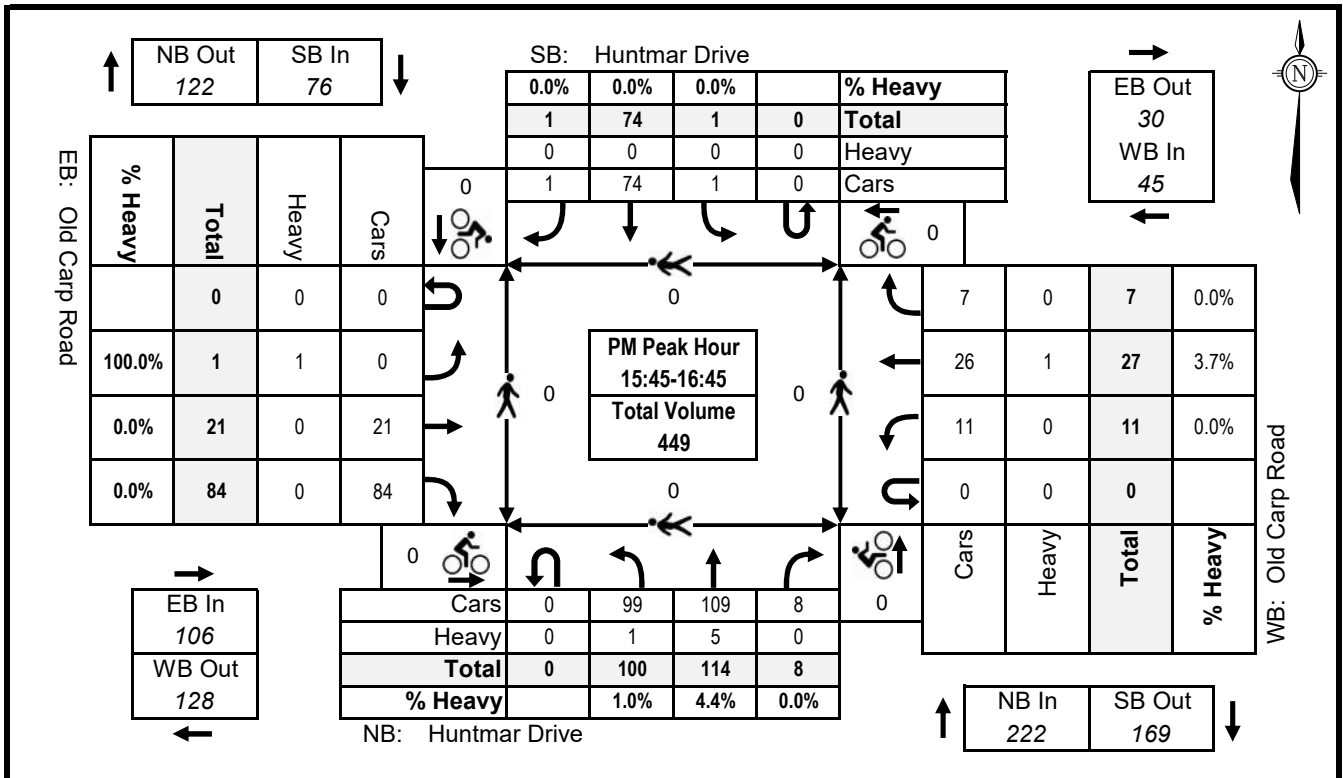 NB Out SB In
122 76
SB: Huntmar Drive
0.0% 0.0% 0.0% % Heavy
1 74 1 0 Total
0 0 0 0 Heavy
1 74 1 0 Cars
EB Out
30
WB In
45
N
EB: Old Carp Road
% Heavy Total Heavy Cars
0 0 0
100.0% 1 1 0
0.0% 21 0 21
0.0% 84 0 84
0
0
0
0
0
0
PM Peak Hour
15:45-16:45
Total Volume
449
7 0 7 0.0%
26 1 27 3.7%
11 0 11 0.0%
0 0 0
Cars Heavy Total % Heavy
WB: Old Carp Road
0
0
EB In
106
WB Out
128
Cars 0 99 109 8
Heavy 0 1 5 0
Total 0 100 114 8
% Heavy 1.0% 4.4% 0.0%
NB: Huntmar Drive
NB In SB Out
222 169